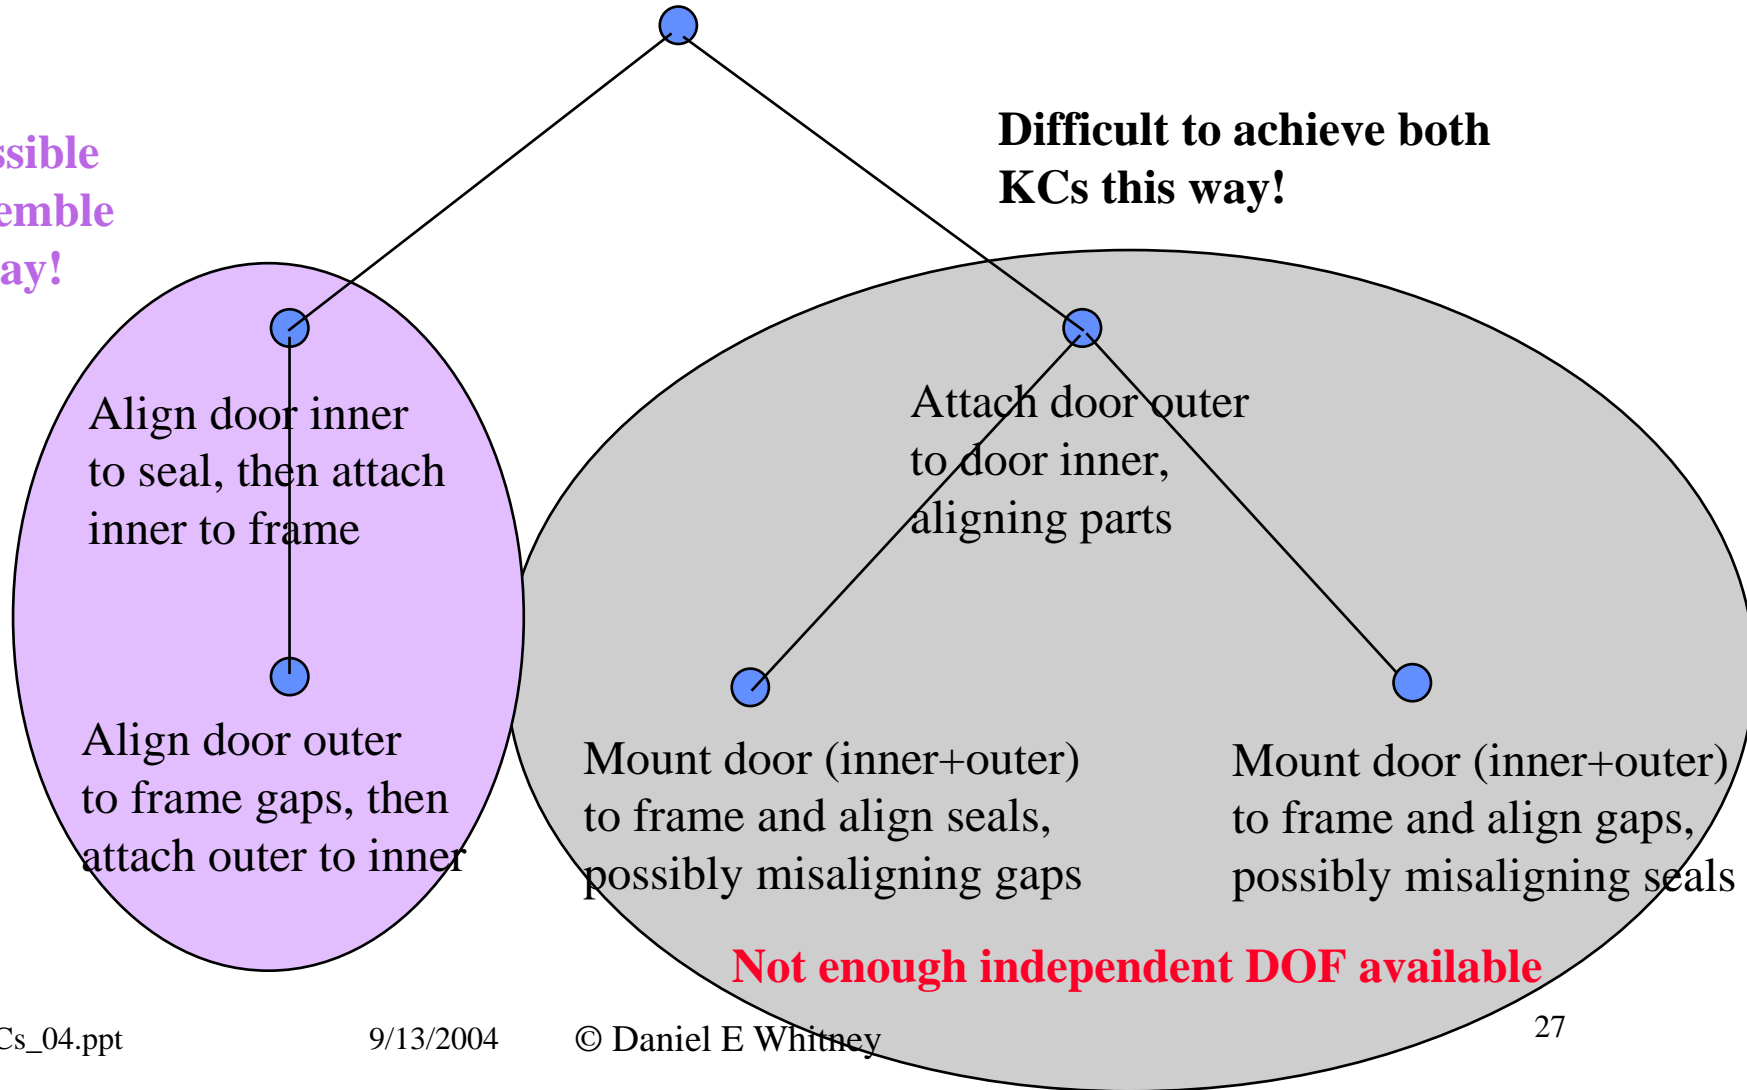 ssible
emble
ay!
Difficult to achieve both
KCs this way!
Align door inner
to seal, then attach
inner to frame
Attach door outer
to door inner,
aligning parts
Align door outer
to frame gaps, then
attach outer to inner
Mount door (inner+outer)
to frame and align seals,
possibly misaligning gaps
Mount door (inner+outer)
to frame and align gaps,
possibly misaligning seals
Not enough independent DOF available
Cs_04.ppt
9/13/2004
© Daniel E Whitney
27